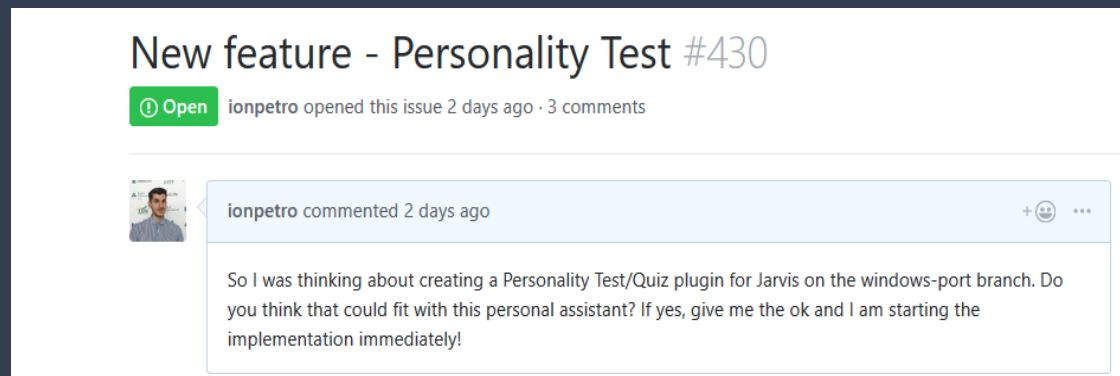 New feature - Personality Test #430
Open ionpetro opened this issue 2 days ago · 3 comments
ionpetro commented 2 days ago
So I was thinking about creating a Personality Test/Quiz plugin for Jarvis on the windows-port branch. Do
you think that could fit with this personal assistant? If yes, give me the ok and I am starting the
implementation immediately!